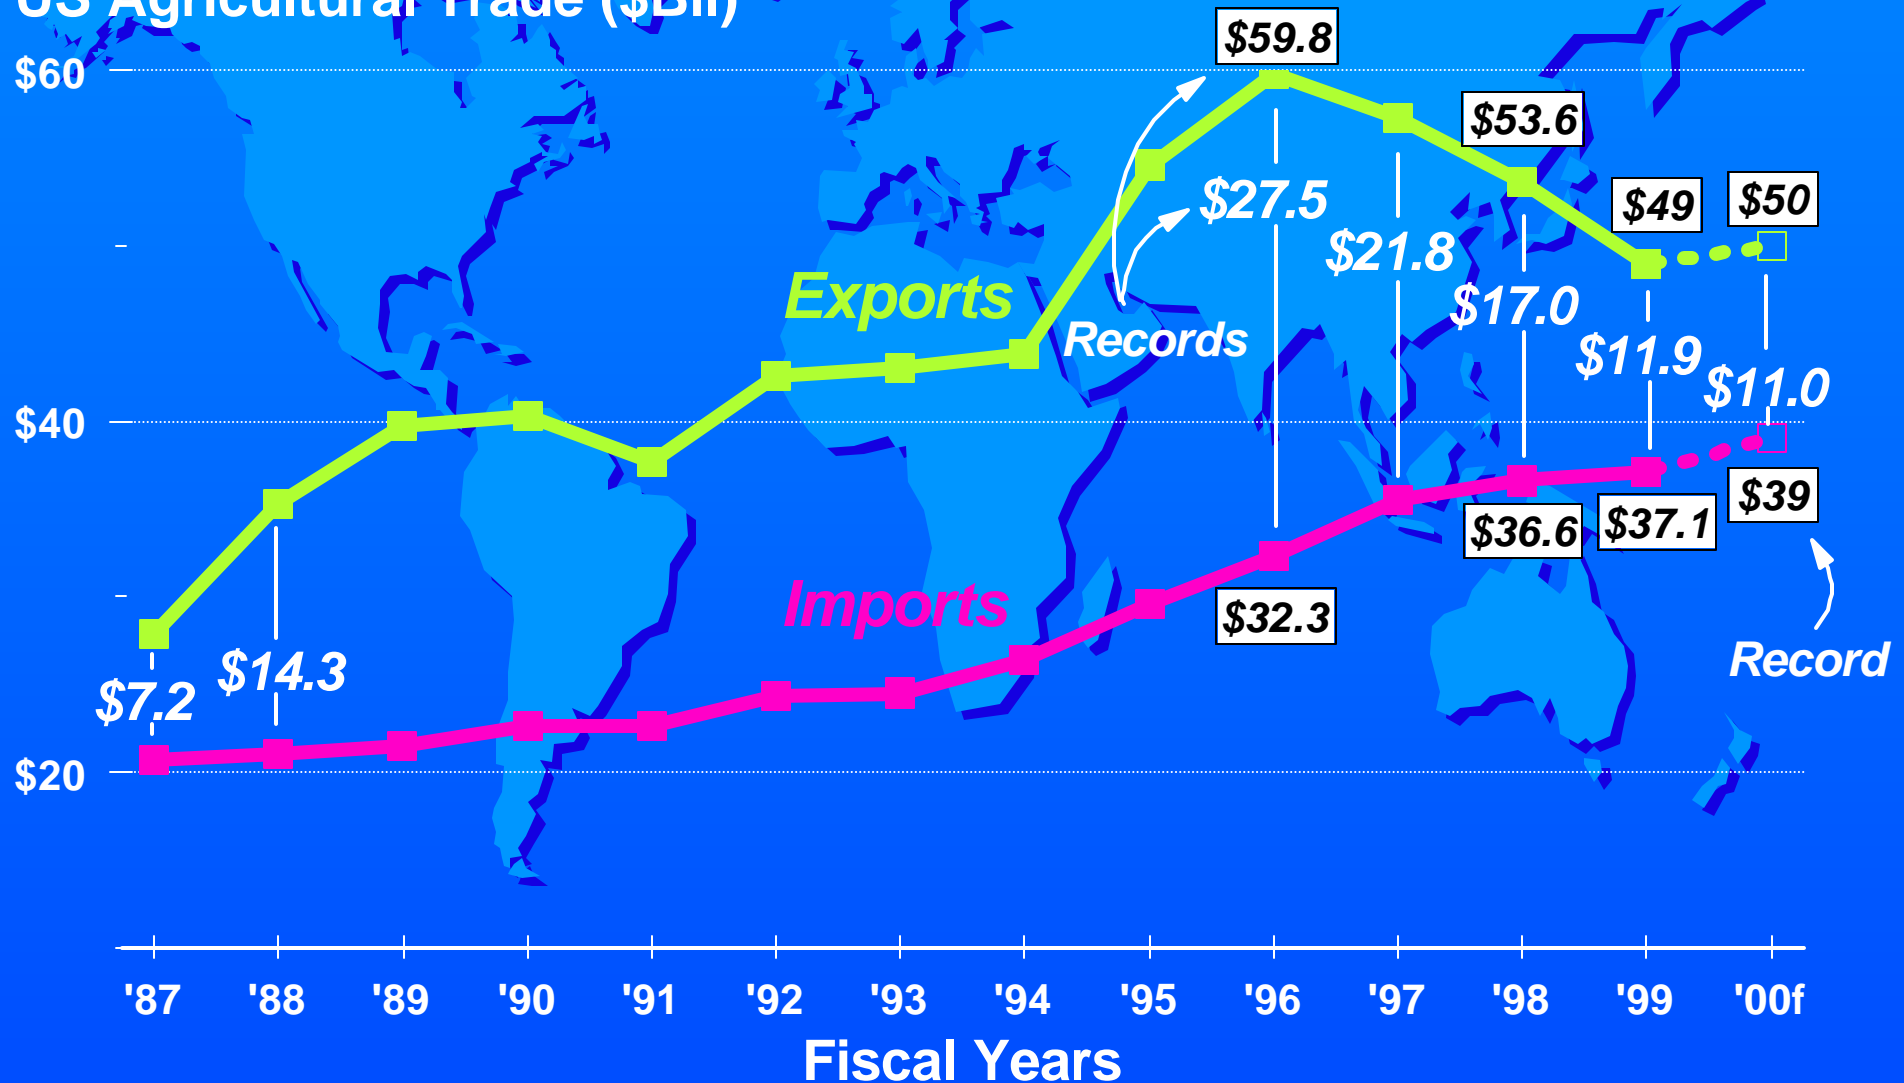 US Agricultural Trade ($Bil)
$59.8
$60
$53.6
$27.5
$49
$50
$21.8
Exports
$17.0
Records
$11.9
$11.0
$40
$39
$36.6
$37.1
Imports
$32.3
Record
$14.3
$7.2
$20
'87 '88 '89 '90 '91 '92 '93 '94 '95 '96 '97 '98 '99 '00f
Fiscal Years